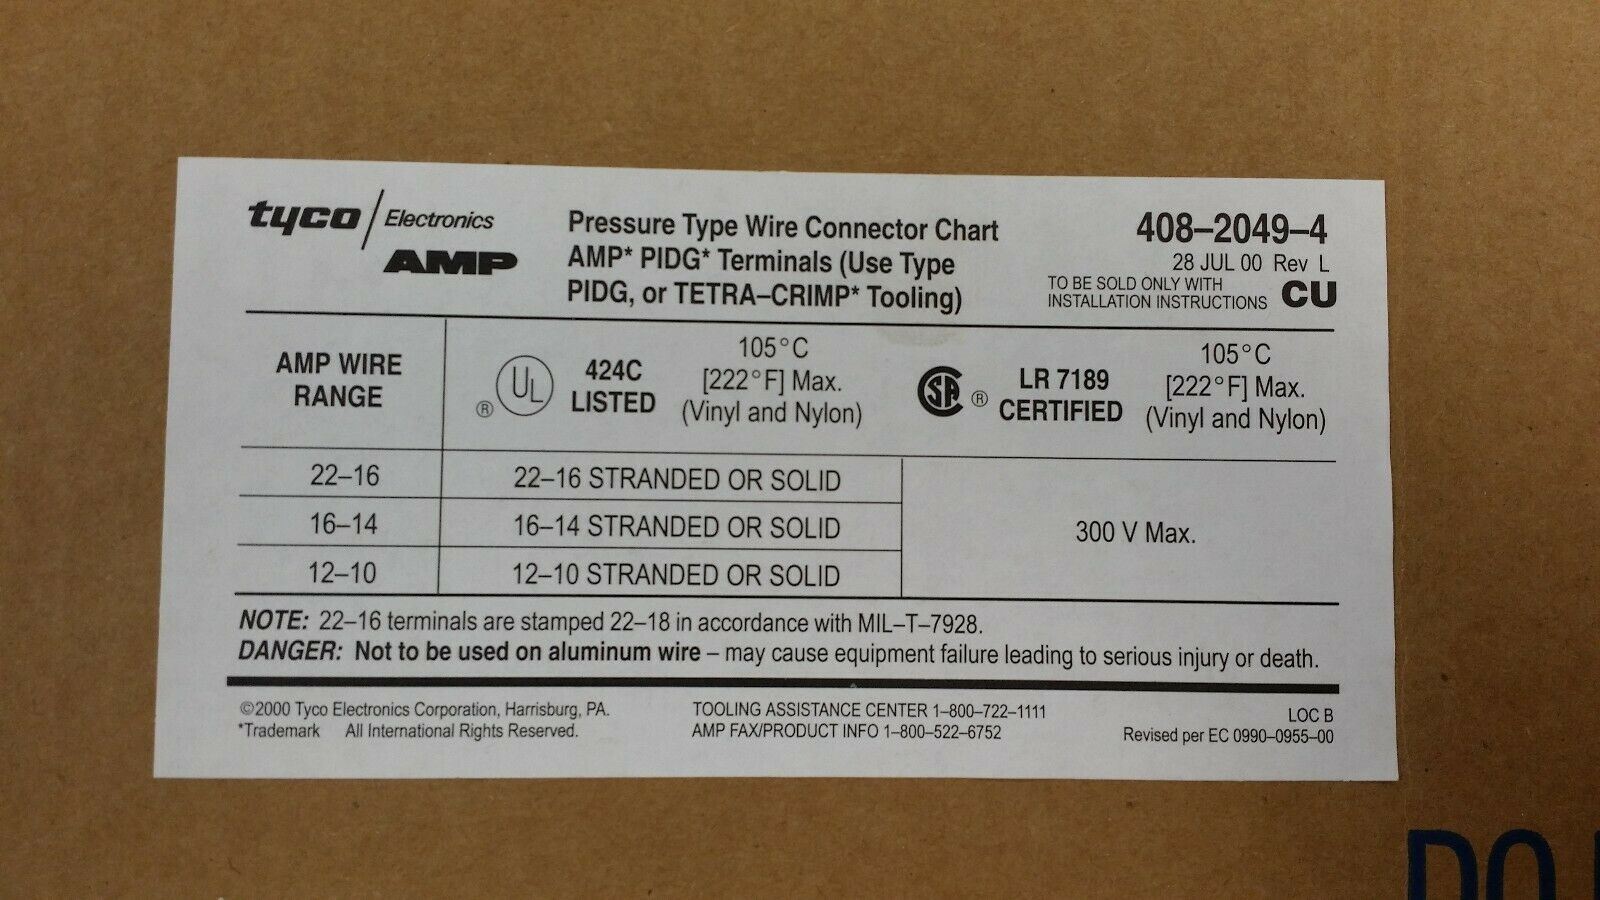 tyco / Electronics
AMP
Pressure Type Wire Connector Chart
AMP* PIDG* Terminals (Use Type
PIDG, or TETRA–CRIMP* Tooling)
408–2049–4
28 JUL 00 Rev L
TO BE SOLD ONLY WITH
INSTALLATION INSTRUCTIONS CU
AMP WIRE
RANGE
UL ®
424C
LISTED
105°C
[222°F] Max.
(Vinyl and Nylon)
SA ®
LR 7189
CERTIFIED
105°C
[222°F] Max.
(Vinyl and Nylon)
22–16 22–16 STRANDED OR SOLID
16–14 16–14 STRANDED OR SOLID
12–10 12–10 STRANDED OR SOLID
300 V Max.
NOTE: 22–16 terminals are stamped 22–18 in accordance with MIL–T–7928.
DANGER: Not to be used on aluminum wire – may cause equipment failure leading to serious injury or death.
©2000 Tyco Electronics Corporation, Harrisburg, PA.
*Trademark All International Rights Reserved.
TOOLING ASSISTANCE CENTER 1–800–722–1111
AMP FAX/PRODUCT INFO 1–800–522–6752
LOC B
Revised per EC 0990–0955–00
DO